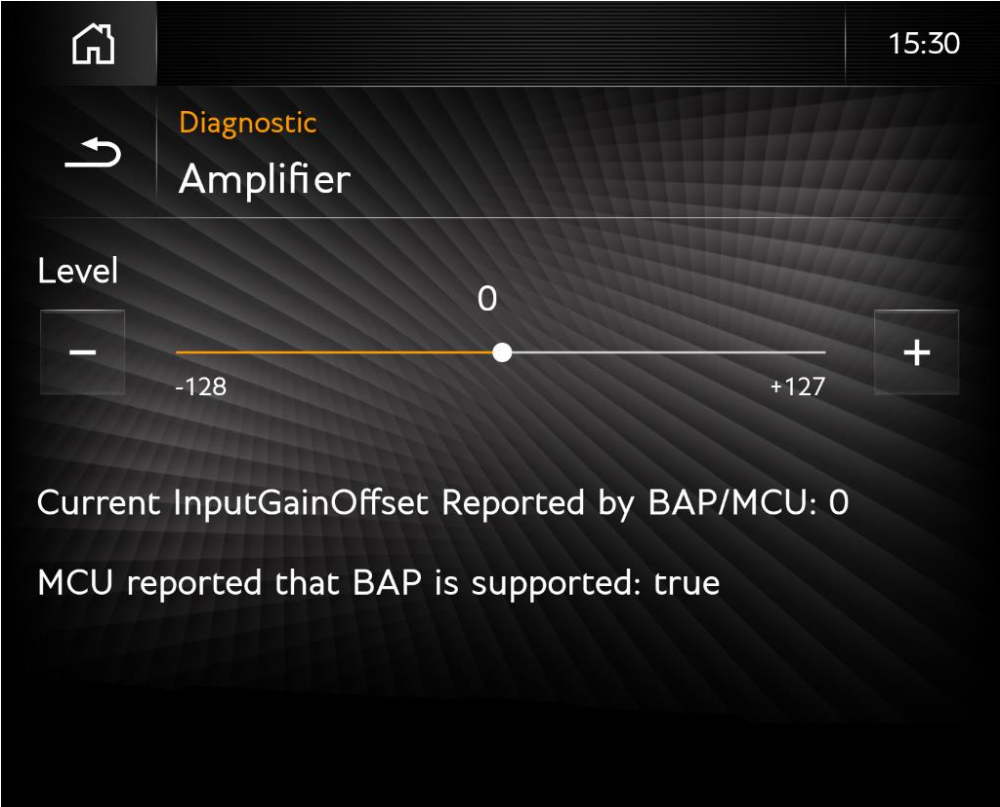 15:30
Diagnostic
Amplifier
Level
0
-128
+127
Current InputGainOffset Reported by BAP/MCU: 0
MCU reported that BAP is supported: true